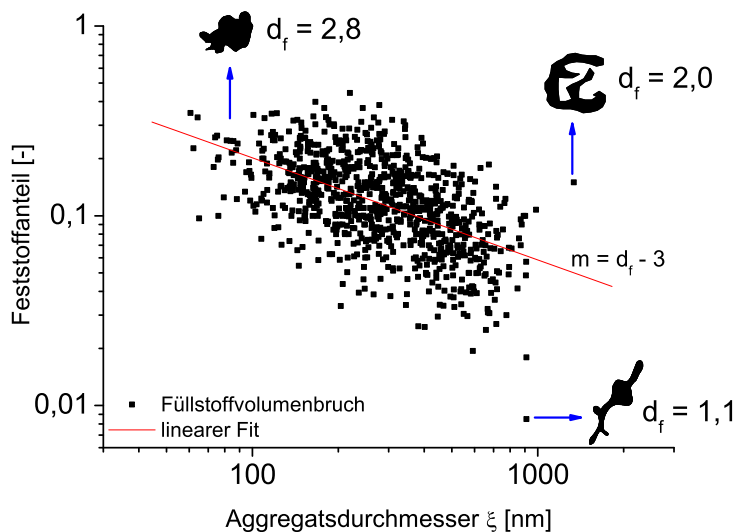 1
d_f = 2,8
d_f = 2,0
0,1
m = d_f - 3
Feststoffanteil [-]
0,01
Füllstoffvolumenbruch
linearer Fit
d_f = 1,1
100
1000
Aggregatsdurchmesser ξ [nm]